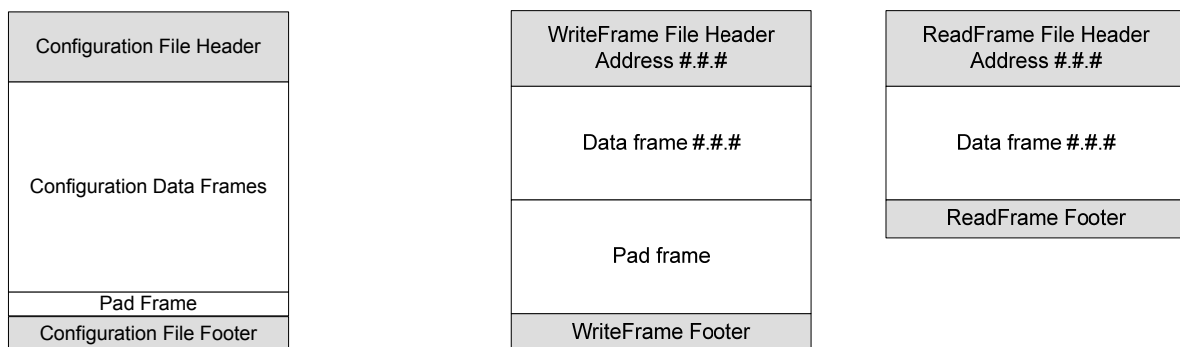 Configuration File Header
Configuration Data Frames
Pad Frame
Configuration File Footer
WriteFrame File Header
Address #.#.#
Data frame #.#.#
Pad frame
WriteFrame Footer
ReadFrame File Header
Address #.#.#
Data frame #.#.#
ReadFrame Footer